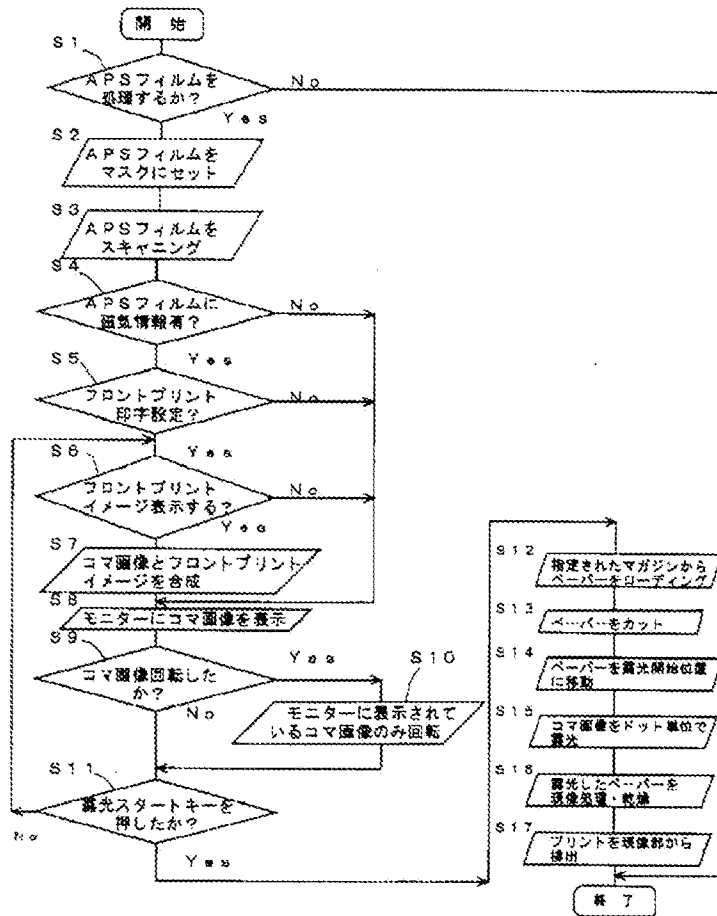 開始
S1
APSフィルムを
処理するか?
No
Yes
S2
APSフィルムを
マスクにセット
S3
APSフィルムを
スキャニング
S4
APSフィルムに
磁気情報有?
No
Yes
S5
フロントプリント
印字設定?
No
Yes
S6
フロントプリント
イメージ表示する?
No
Yes
S7
コマ画像とフロントプリント
イメージを合成
S8
モニターにコマ画像を表示
S9
コマ画像回転した
か?
Yes
No
S10
モニターに表示されて
いるコマ画像のみ回転
S11
露光スタートキーを
押したか?
No
Yes
S12
指定されたマガジンから
ペーパーをローディング
S13
ペーパーをカット
S14
ペーパーを露光開始位置
に移動
S15
コマ画像をドット単位で
露光
S16
露光したペーパーを
現像処理・乾燥
S17
プリントを現像部から
排出
終了